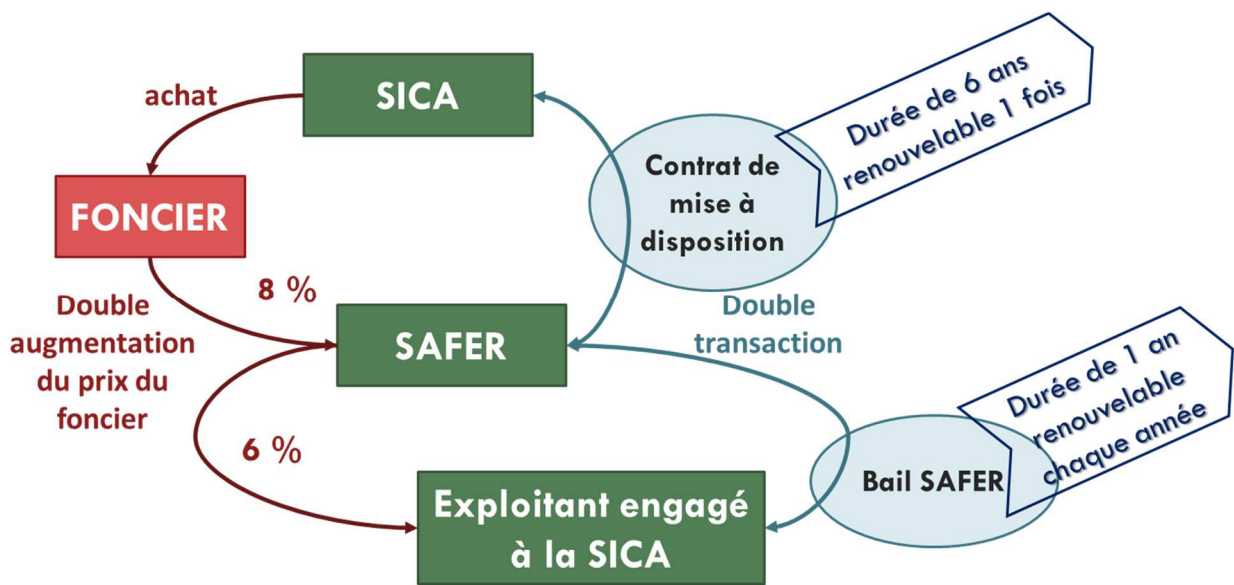 achat
SICA
Durée de 6 ans
renouvelable 1 fois
Contrat de
mise à
disposition
FONCIER
8 %
Double
augmentation
du prix du
foncier
SAFER
Double
transaction
Durée de 1 an
renouvelable
chaque année
6 %
Bail SAFER
Exploitant engagé
à la SICA